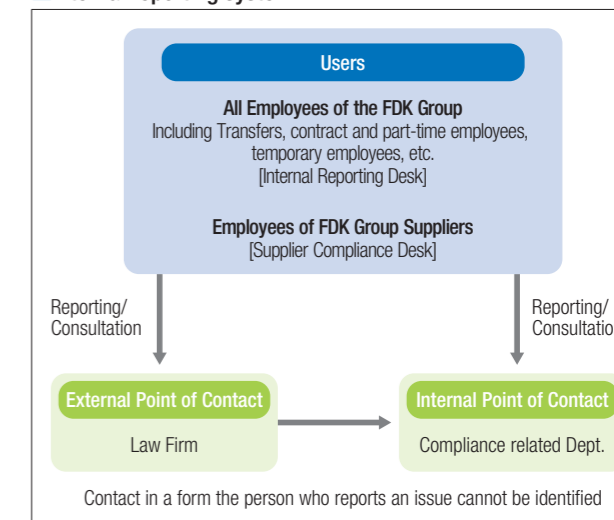 Users
All Employees of the FDK Group
Including Transfers, contract and part-time employees,
temporary employees, etc.
[Internal Reporting Desk]
Employees of FDK Group Suppliers
[Supplier Compliance Desk]
Reporting/
Consultation
Reporting/
Consultatio
External Point of Contact
Law Firm
Internal Point of Contact
Compliance related Dept.
Contact in a form the person who reports an issue cannot be identified